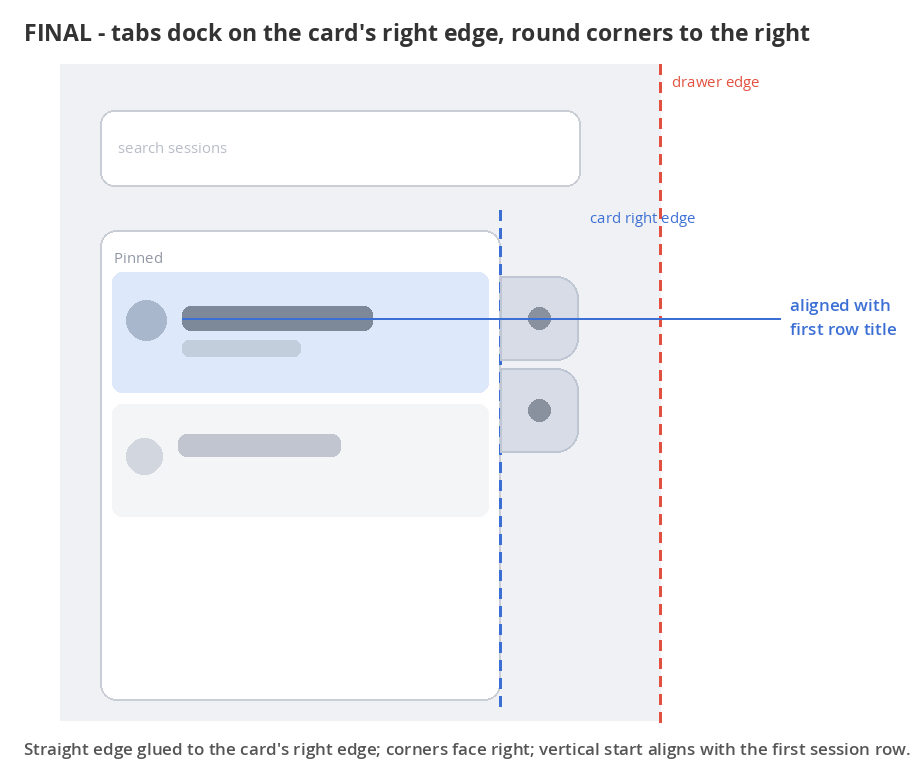 FINAL - tabs dock on the card's right edge, round corners to the right
drawer edge
search sessions
card right edge
Pinned
aligned with
first row title
Straight edge glued to the card's right edge; corners face right; vertical start aligns with the first session row.